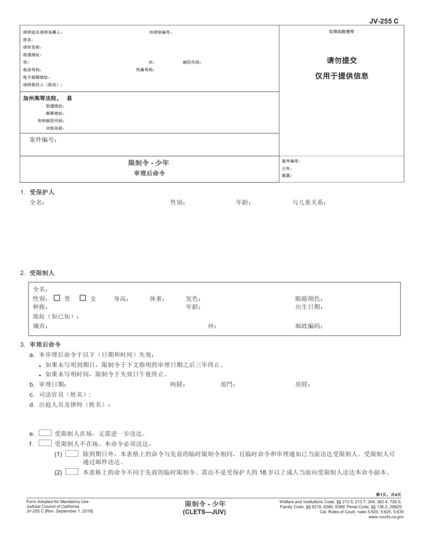 JV-255 C
律师或无律师当事人： 州律协编号：
仅供法院使用
姓名：
律所名称：
街道地址：
市： 州： 邮区代码：
电话号码： 传真号码：
电子邮箱地址：
律师委托人（姓名）：
请勿提交
仅用于提供信息
加州高等法院， 县
街道地址：
邮寄地址：
市和邮区代码：
分院名称：
案件编号：
限制令 - 少年
审理后命令
案件编号：
少年：
家庭：
1. 受保护人
全名： 性别： 年龄： 与儿童关系：
2. 受限制人
全名：
性别： 男 女 身高： 体重： 发色： 眼睛颜色：
种族： 年龄： 出生日期：
地址（如已知）：
城市： 州： 邮政编码：
3. 审理后命令
a. 本审理后命令于以下（日期和时间）失效：
• 如果未写明到期日，限制令于下文指明的审理日期之后三年终止。
• 如果未写明时间，限制令于失效日午夜终止。
b. 审理日期： 時間： 部門： 房間：
c. 司法官员（姓名）：
d. 出庭人员及律师（姓名）：
e. 受限制人在场。无需进一步送达。
f. 受限制人不在场。本命令必须送达。
(1) 除到期日外，本表格上的命令与先前的临时限制令相同，且临时命令和审理通知已当面送达受限制人。受限制人可
通过邮件送达。
(2) 本表格上的命令不同于先前的临时限制令。需由不是受保护人的 18 岁以上成人当面向受限制人送达本命令副本。
第1页，共4页
Form Adopted for Mandatory Use
Judicial Council of California
JV-255 C [Rev. September 1, 2018]
限制令 - 少年
(CLETS—JUV)
Welfare and Institutions Code, §§ 213.5, 213.7, 304, 362.4, 726.5;
Family Code, §§ 6218, 6380, 6389; Penal Code, §§ 136.2, 29825;
Cal. Rules of Court, rules 5.620, 5.625, 5.630
www.courts.ca.gov